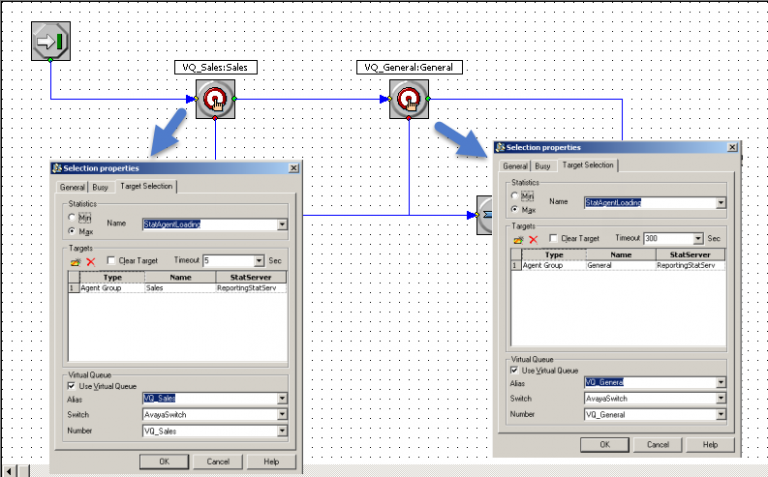 VQ_Sales:Sales
VQ_General:General
Selection properties
General Busy Target Selection
Statistics
Min
Max
Name StatAgentLoading
Targets
Clear Target Timeout 5 Sec
Type Name StatServer
1 Agent Group Sales ReportingStatServ
Virtual Queue
Use Virtual Queue
Alias VQ_Sales
Switch AvayaSwitch
Number VQ_Sales
OK Cancel Help
Selection properties
General Busy Target Selection
Statistics
Min
Max
Name StatAgentLoading
Targets
Clear Target Timeout 300 Sec
Type Name StatServer
1 Agent Group General ReportingStatServ
Virtual Queue
Use Virtual Queue
Alias VQ_General
Switch AvayaSwitch
Number VQ_General
OK Cancel Help